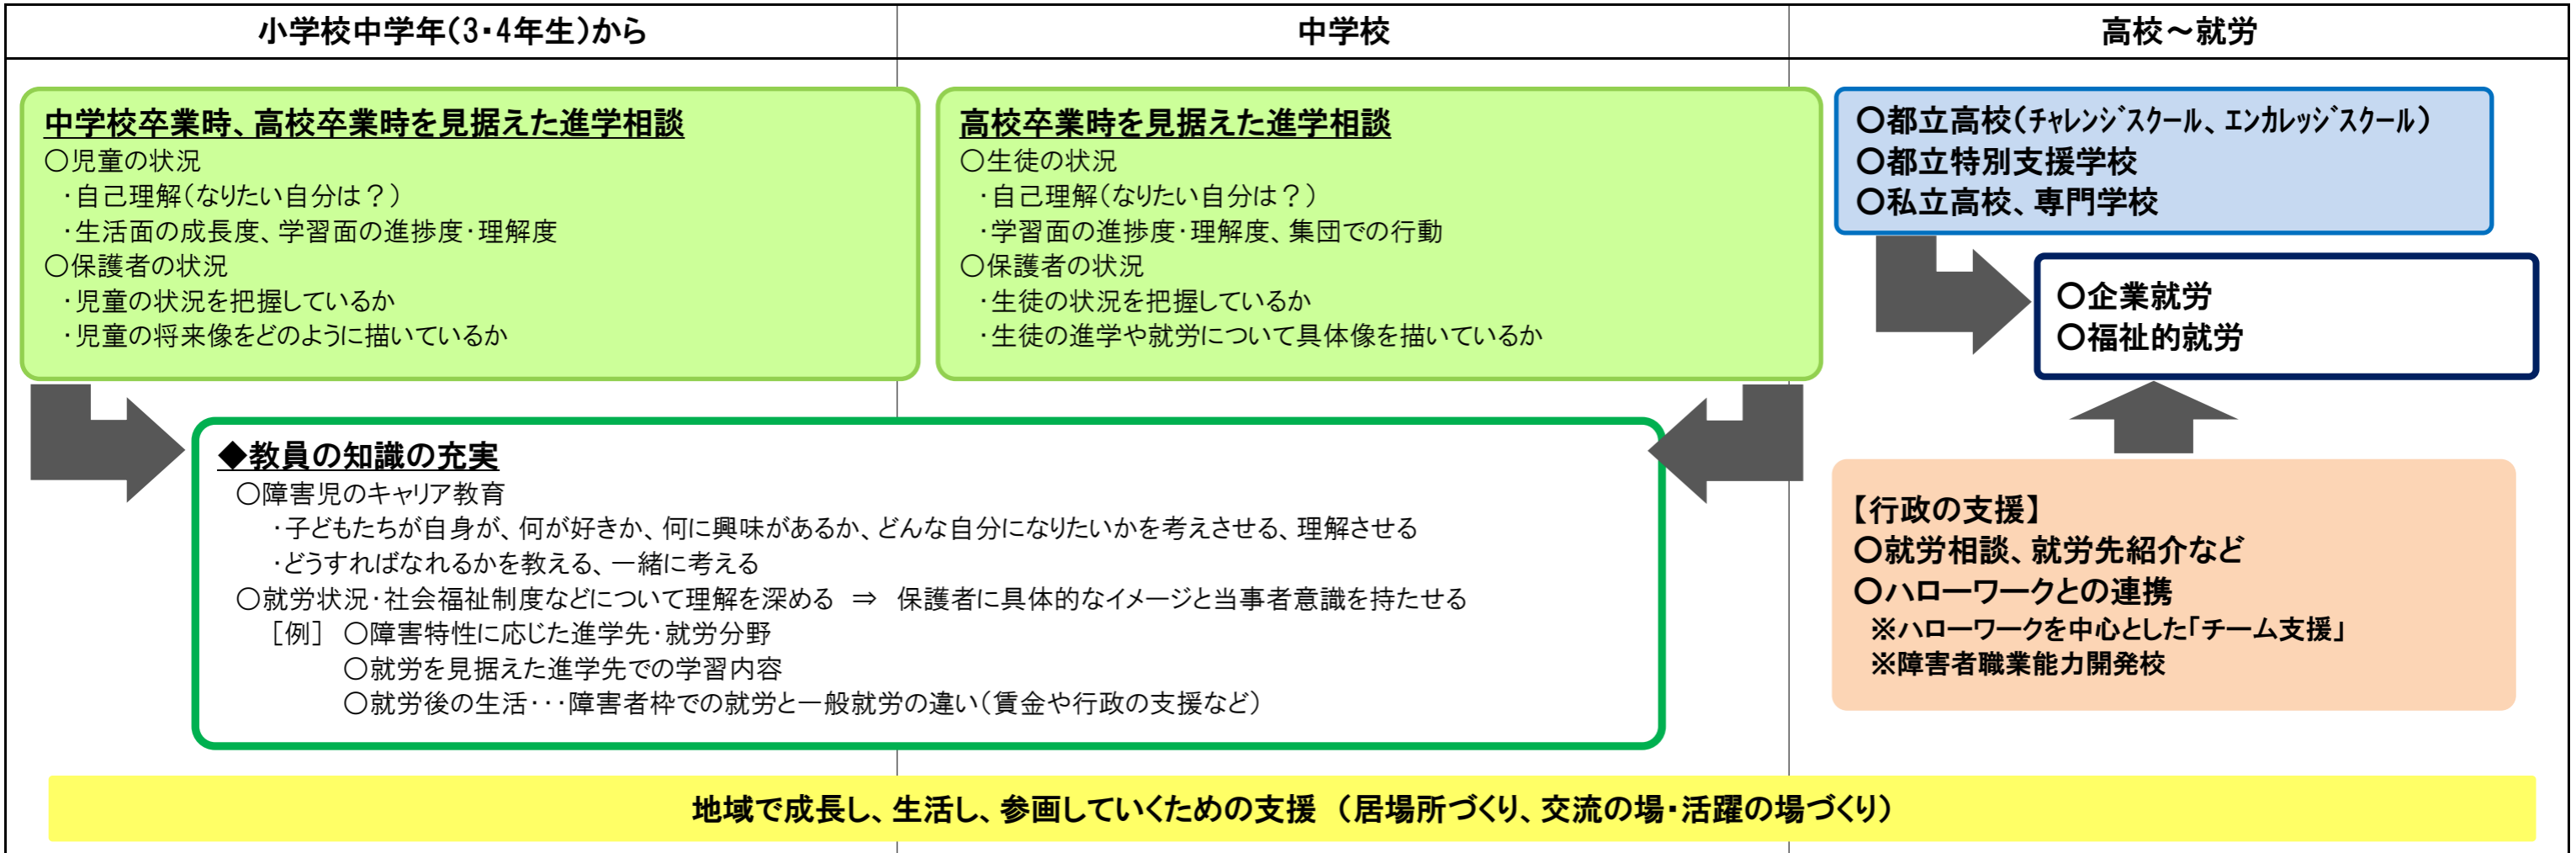 小学校中学年(3・4年生)から
中学校
高校～就労
中学校卒業時、高校卒業時を見据えた進学相談
○児童の状況
・自己理解(なりたい自分は？)
・生活面の成長度、学習面の進捗度・理解度
○保護者の状況
・児童の状況を把握しているか
・児童の将来像をどのように描いているか
高校卒業時を見据えた進学相談
○生徒の状況
・自己理解(なりたい自分は？)
・学習面の進捗度・理解度、集団での行動
○保護者の状況
・生徒の状況を把握しているか
・生徒の進学や就労について具体像を描いているか
○都立高校(ﾁｬﾚﾝｼﾞｽｸｰﾙ、ｴﾝｶﾚｯｼﾞｽｸｰﾙ)
○都立特別支援学校
○私立高校、専門学校
○企業就労
○福祉的就労
◆教員の知識の充実
○障害児のキャリア教育
・子どもたちが自身が、何が好きか、何に興味があるか、どんな自分になりたいかを考えさせる、理解させる
・どうすればなれるかを教える、一緒に考える
○就労状況・社会福祉制度などについて理解を深める ⇒ 保護者に具体的なイメージと当事者意識を持たせる
［例］ ○障害特性に応じた進学先・就労分野
○就労を見据えた進学先での学習内容
○就労後の生活・・・障害者枠での就労と一般就労の違い(賃金や行政の支援など)
【行政の支援】
○就労相談、就労先紹介など
○ハローワークとの連携
※ハローワークを中心とした「チーム支援」
※障害者職業能力開発校
地域で成長し、生活し、参画していくための支援 (居場所づくり、交流の場・活躍の場づくり)